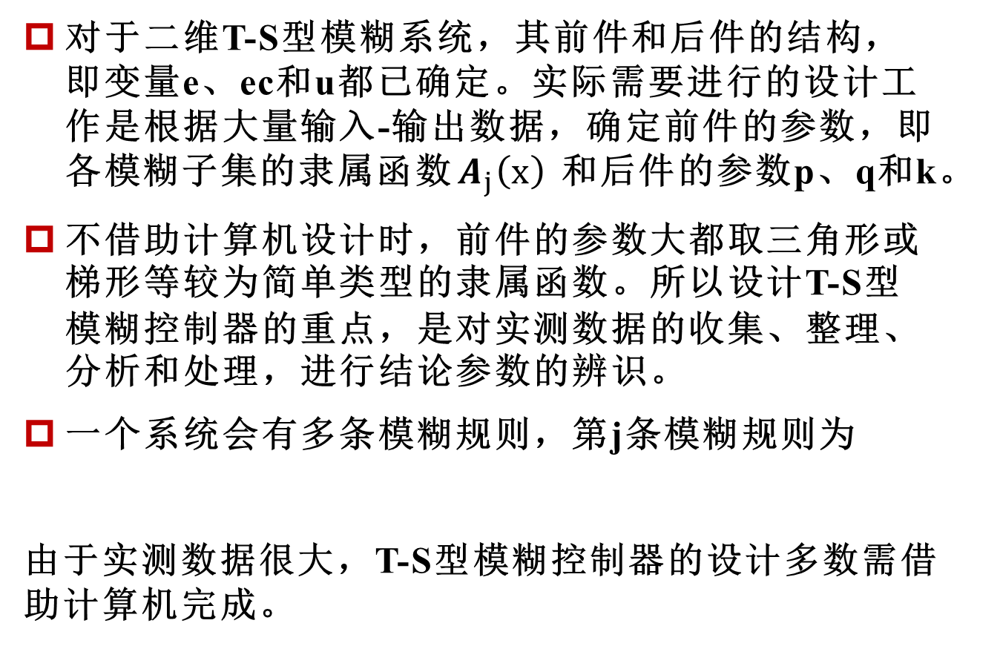 对于二维T-S型模糊系统，其前件和后件的结构，
即变量e、ec和u都已确定。实际需要进行的设计工
作是根据大量输入-输出数据，确定前件的参数，即
各模糊子集的隶属函数 Aj(x) 和后件的参数p、q和k。
不借助计算机设计时，前件的参数大都取三角形或
梯形等较为简单类型的隶属函数。所以设计T-S型
模糊控制器的重点，是对实测数据的收集、整理、
分析和处理，进行结论参数的辨识。
一个系统会有多条模糊规则，第j条模糊规则为
由于实测数据很大，T-S型模糊控制器的设计多数需借
助计算机完成。